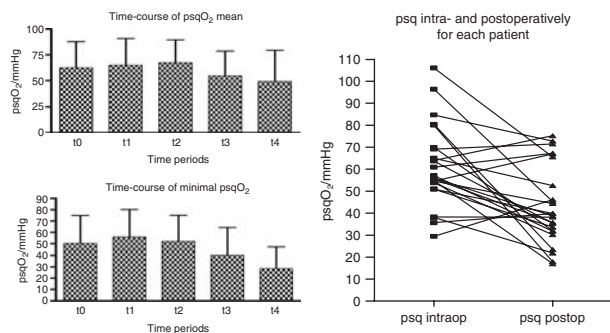 Time-course of psqO₂ mean
psqO₂/mmHg
100
75
50
25
0
t0 t1 t2 t3 t4
Time periods
Time-course of minimal psqO₂
psqO₂/mmHg
90
80
70
60
50
40
30
20
10
0
t0 t1 t2 t3 t4
Time periods
psq intra- and postoperatively
for each patient
psqO₂/mmHg
110
100
90
80
70
60
50
40
30
20
10
0
psq intraop psq postop